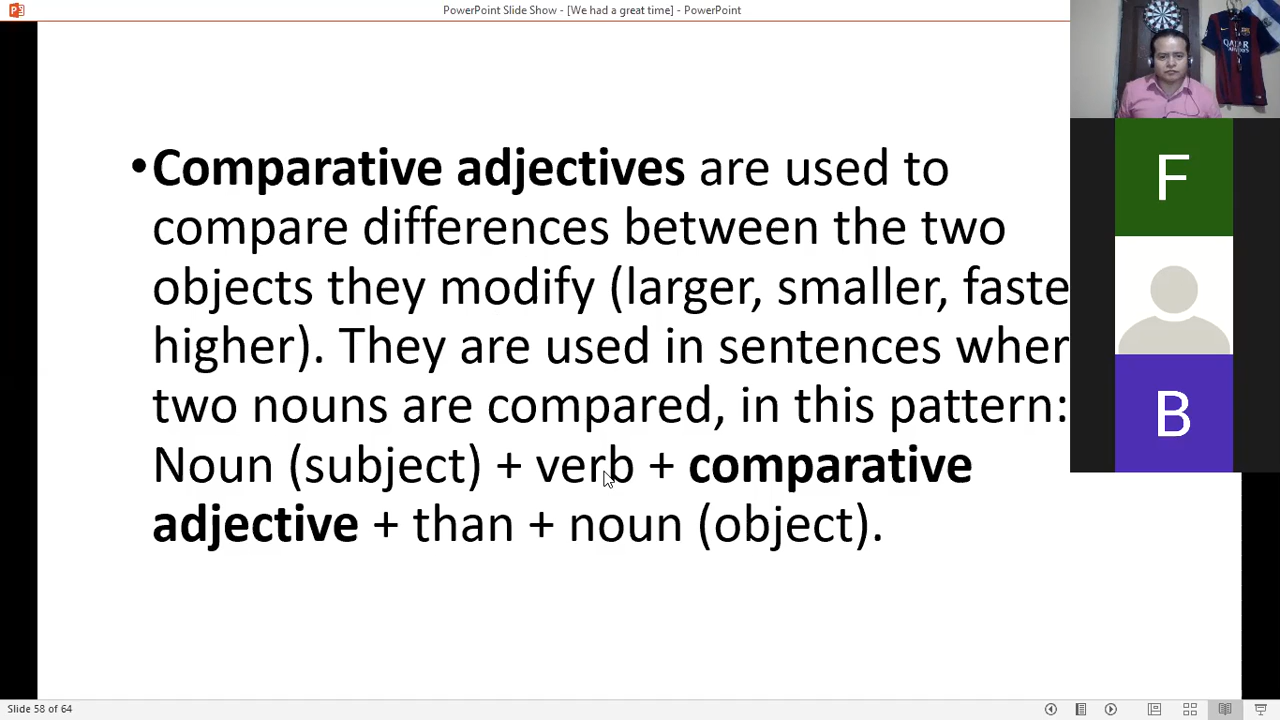 PowerPoint Slide Show - [We had a great time] - PowerPoint
•Comparative adjectives are used to
compare differences between the two
objects they modify (larger, smaller, faste
higher). They are used in sentences wher
two nouns are compared, in this pattern:
Noun (subject) + verb + comparative
adjective + than + noun (object).
QATAR
F
B
Slide 58 of 64